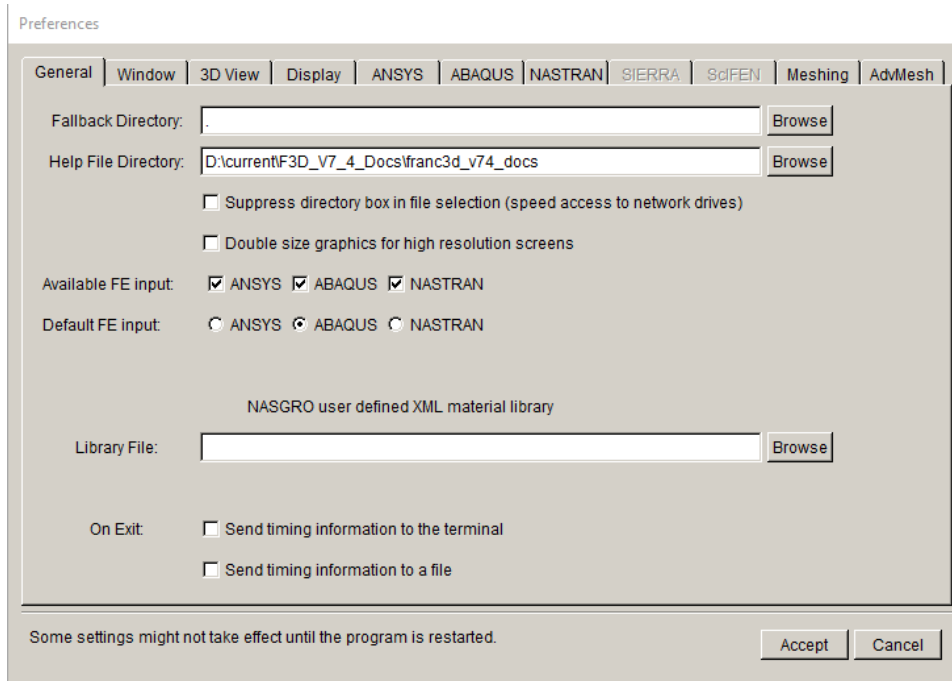 Preferences
General Window 3D View Display ANSYS ABAQUS NASTRAN SIERRA SciFEN Meshing AdvMesh
Fallback Directory: . Browse
Help File Directory: D:\current\F3D_V7_4_Docs\franc3d_v74_docs Browse
Suppress directory box in file selection (speed access to network drives)
Double size graphics for high resolution screens
Available FE input: ANSYS ABAQUS NASTRAN
Default FE input: ANSYS ABAQUS NASTRAN
NASGRO user defined XML material library
Library File: Browse
On Exit: Send timing information to the terminal
Send timing information to a file
Some settings might not take effect until the program is restarted.
Accept Cancel